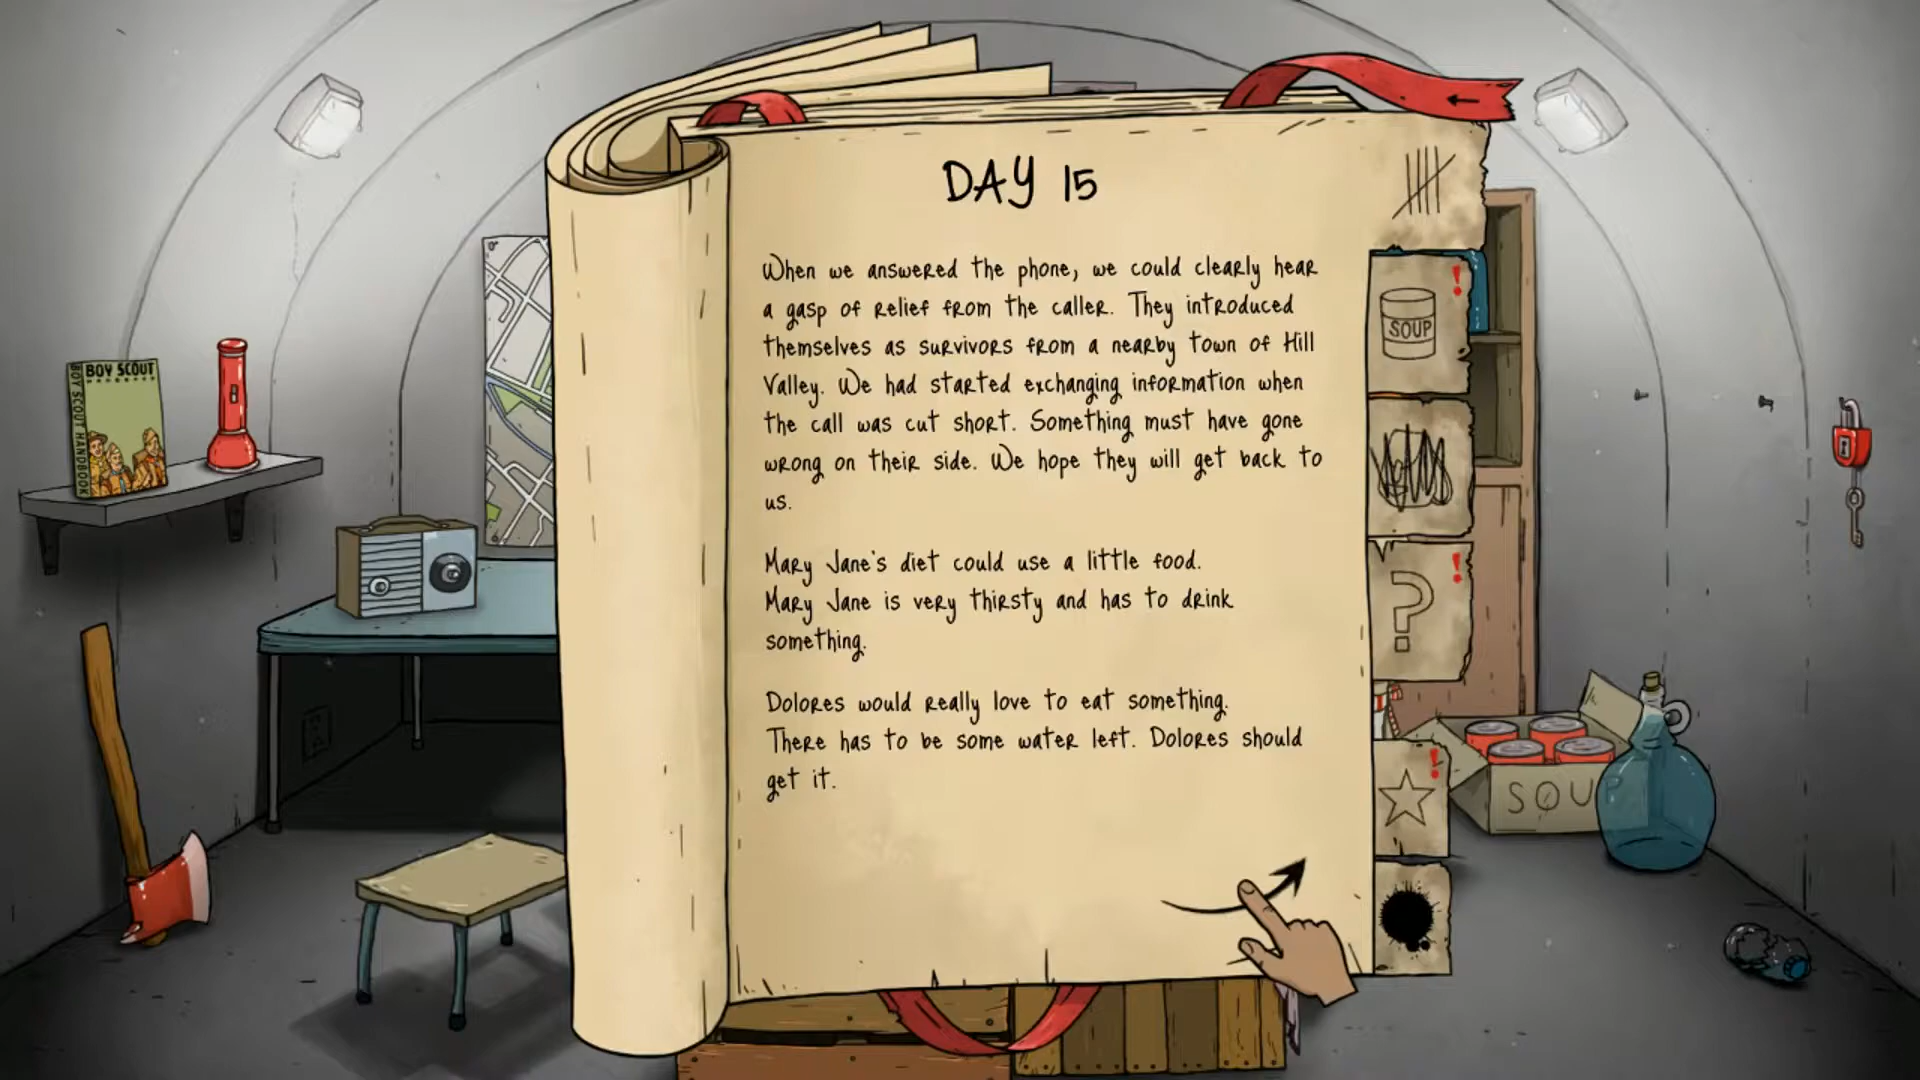 DAY 15
When we answered the phone, we could clearly hear
a gasp of relief from the caller. They introduced
themselves as survivors from a nearby town of Hill
Valley. We had started exchanging information when
the call was cut short. Something must have gone
wrong on their side. We hope they will get back to
us.
Mary Jane's diet could use a little food.
Mary Jane is very thirsty and has to drink
something.
Dolores would really love to eat something.
There has to be some water left. Dolores should
get it.
BOY SCOUT
BOY SCOUT HANDBOOK
SOUP
!
!
?
!
SOU